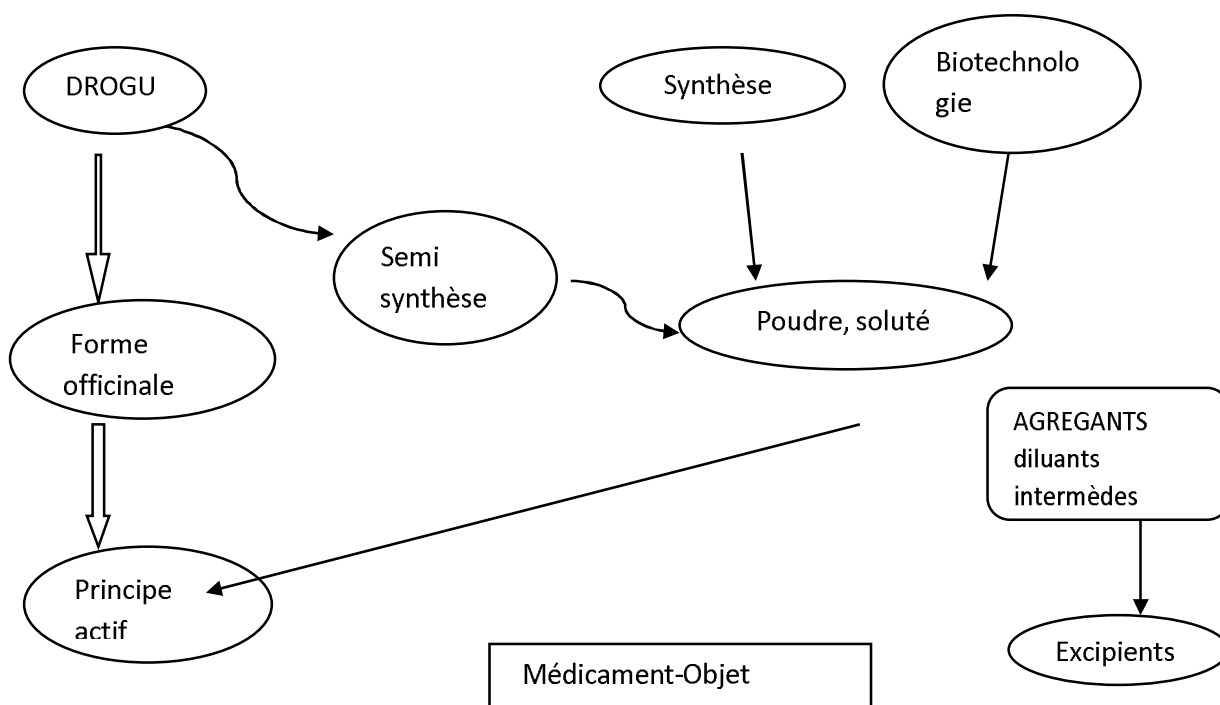 DROGU
Synthèse
Biotechnolo
gie
Semi
synthèse
Poudre, soluté
Forme
officinale
AGREGANTS
diluants
intermèdes
Principe
actif
Excipients
Médicament-Objet